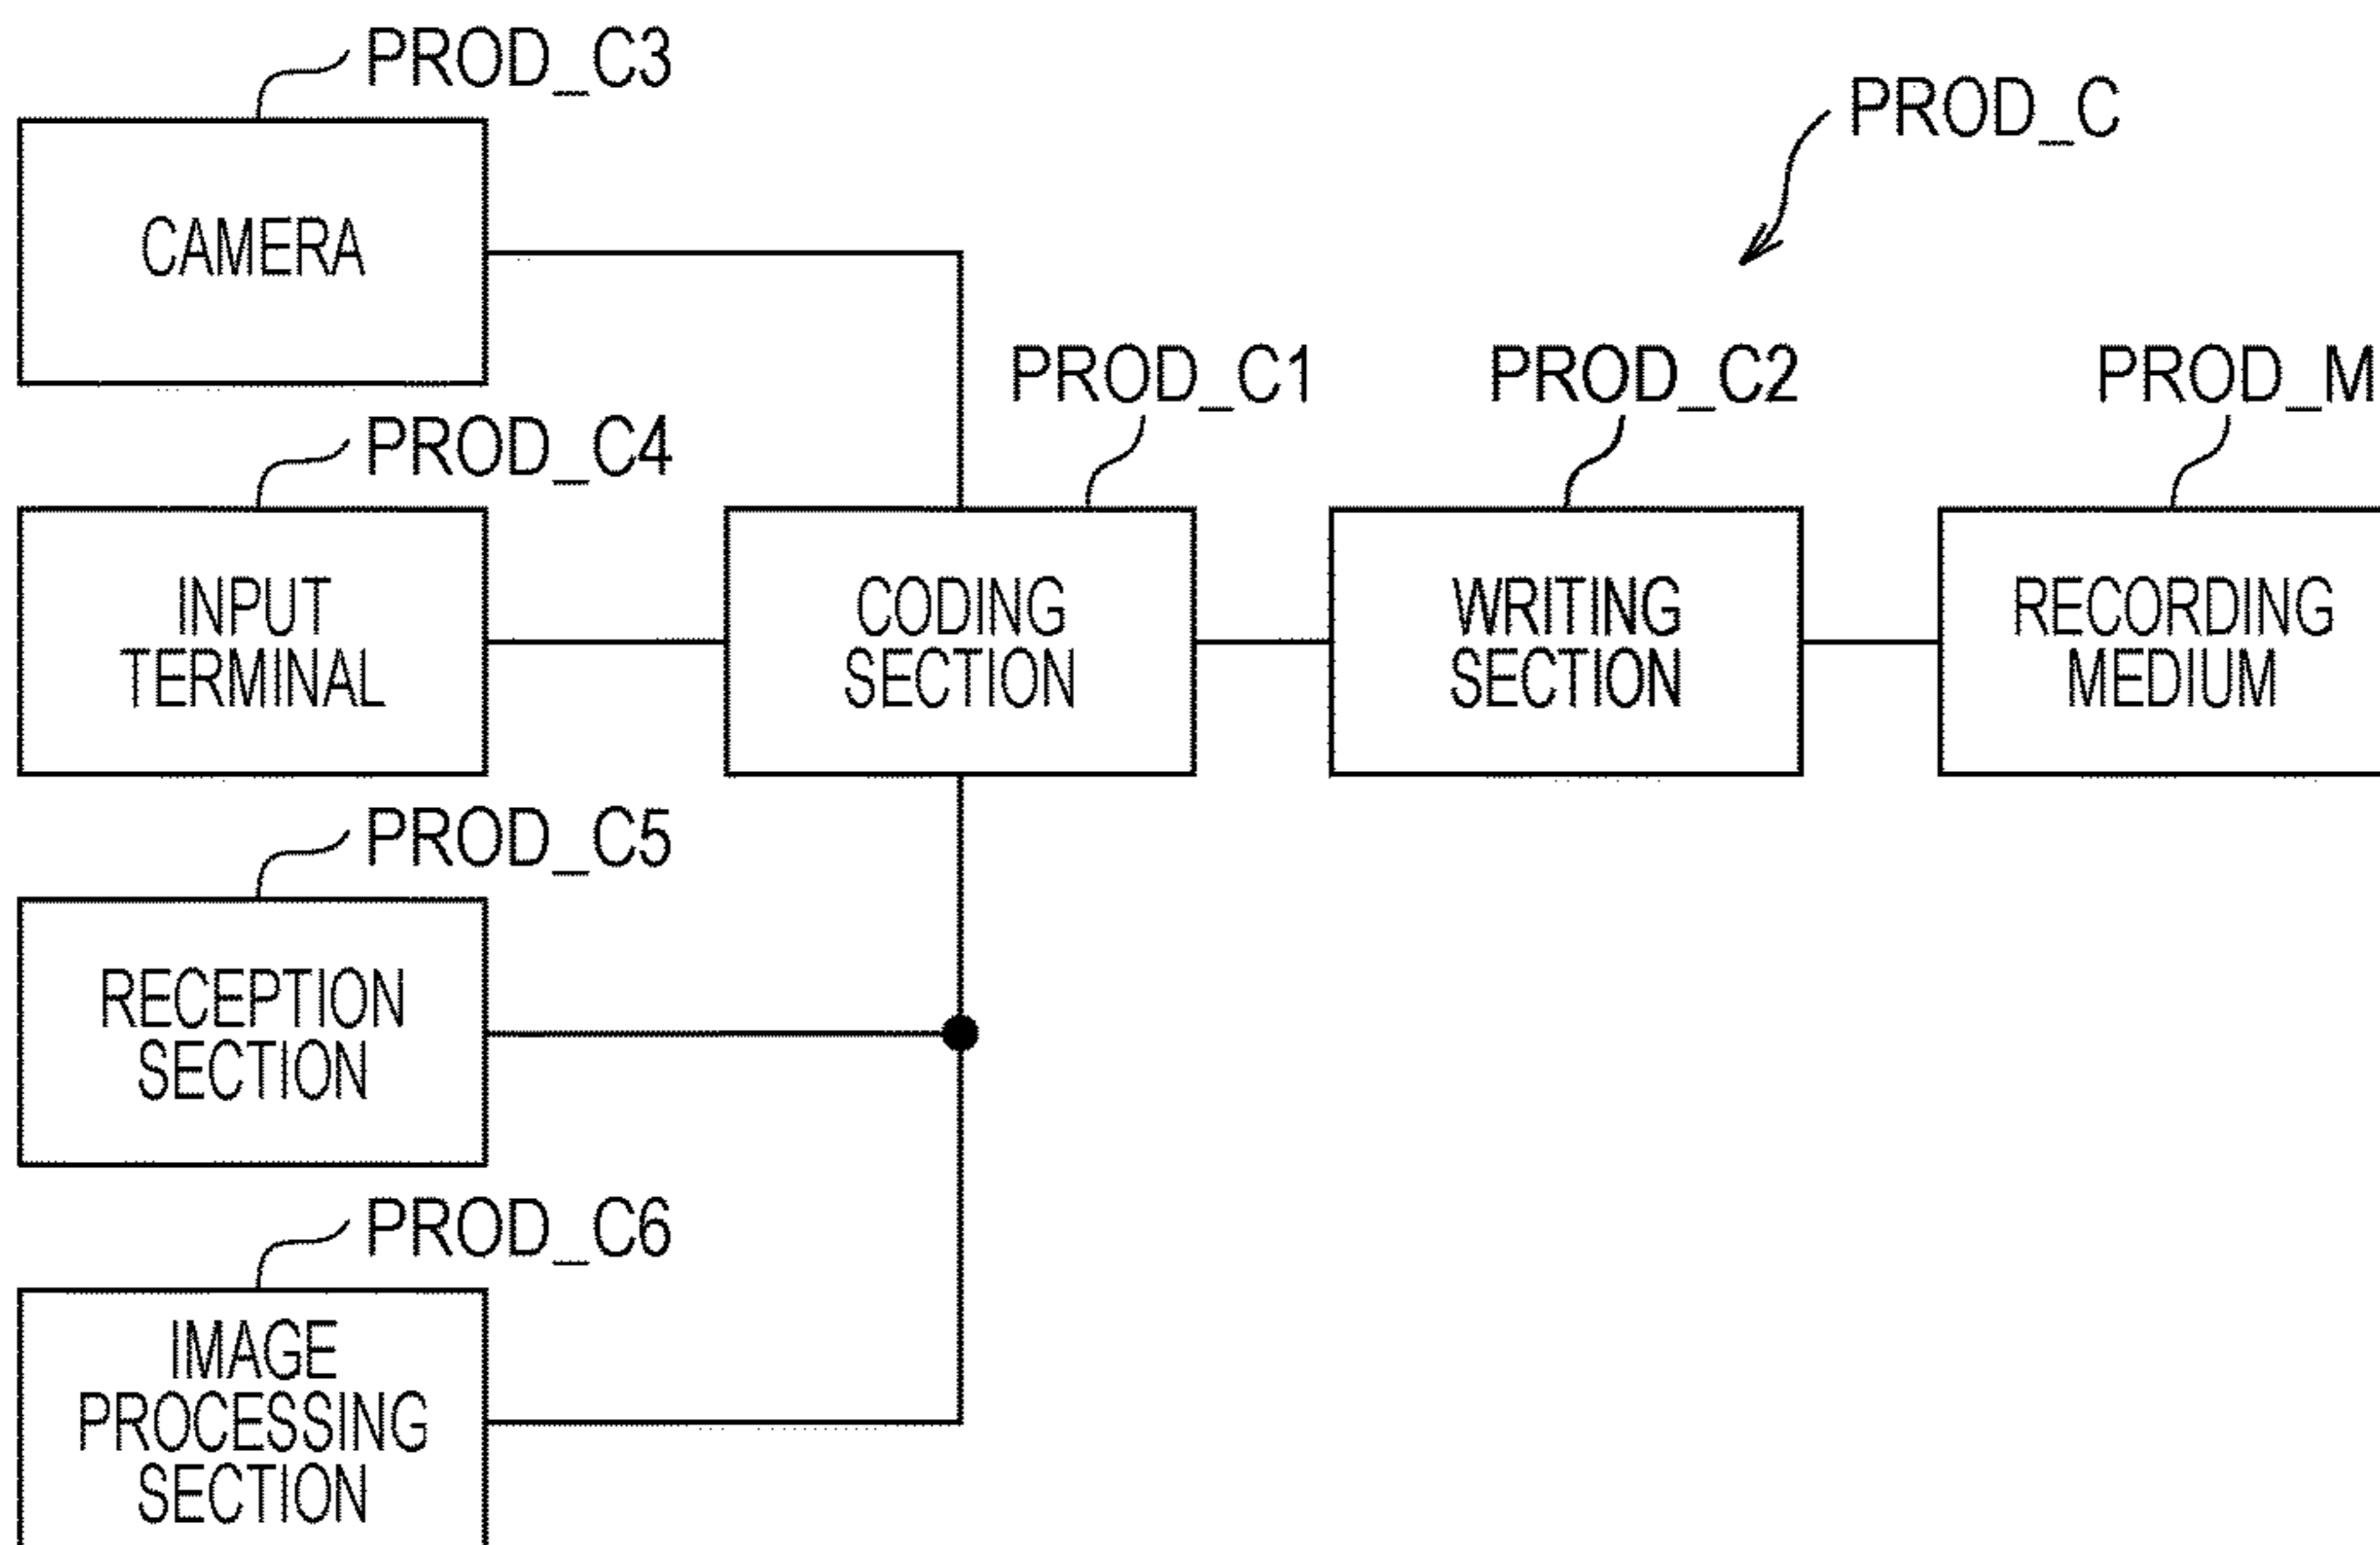 PROD_C3
PROD_C
CAMERA
PROD_C1
PROD_C2
PROD_M
PROD_C4
INPUT
TERMINAL
CODING
SECTION
WRITING
SECTION
RECORDING
MEDIUM
PROD_C5
RECEPTION
SECTION
PROD_C6
IMAGE
PROCESSING
SECTION